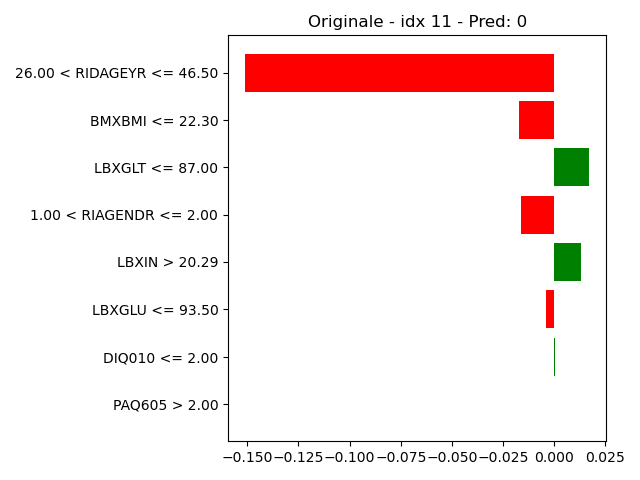 Originale - idx 11 - Pred: 0
26.00 < RIDAGEYR <= 46.50
BMXBMI <= 22.30
LBXGLT <= 87.00
1.00 < RIAGENDR <= 2.00
LBXIN > 20.29
LBXGLU <= 93.50
DIQ010 <= 2.00
PAQ605 > 2.00
−0.150 −0.125 −0.100 −0.075 −0.050 −0.025 0.000 0.025